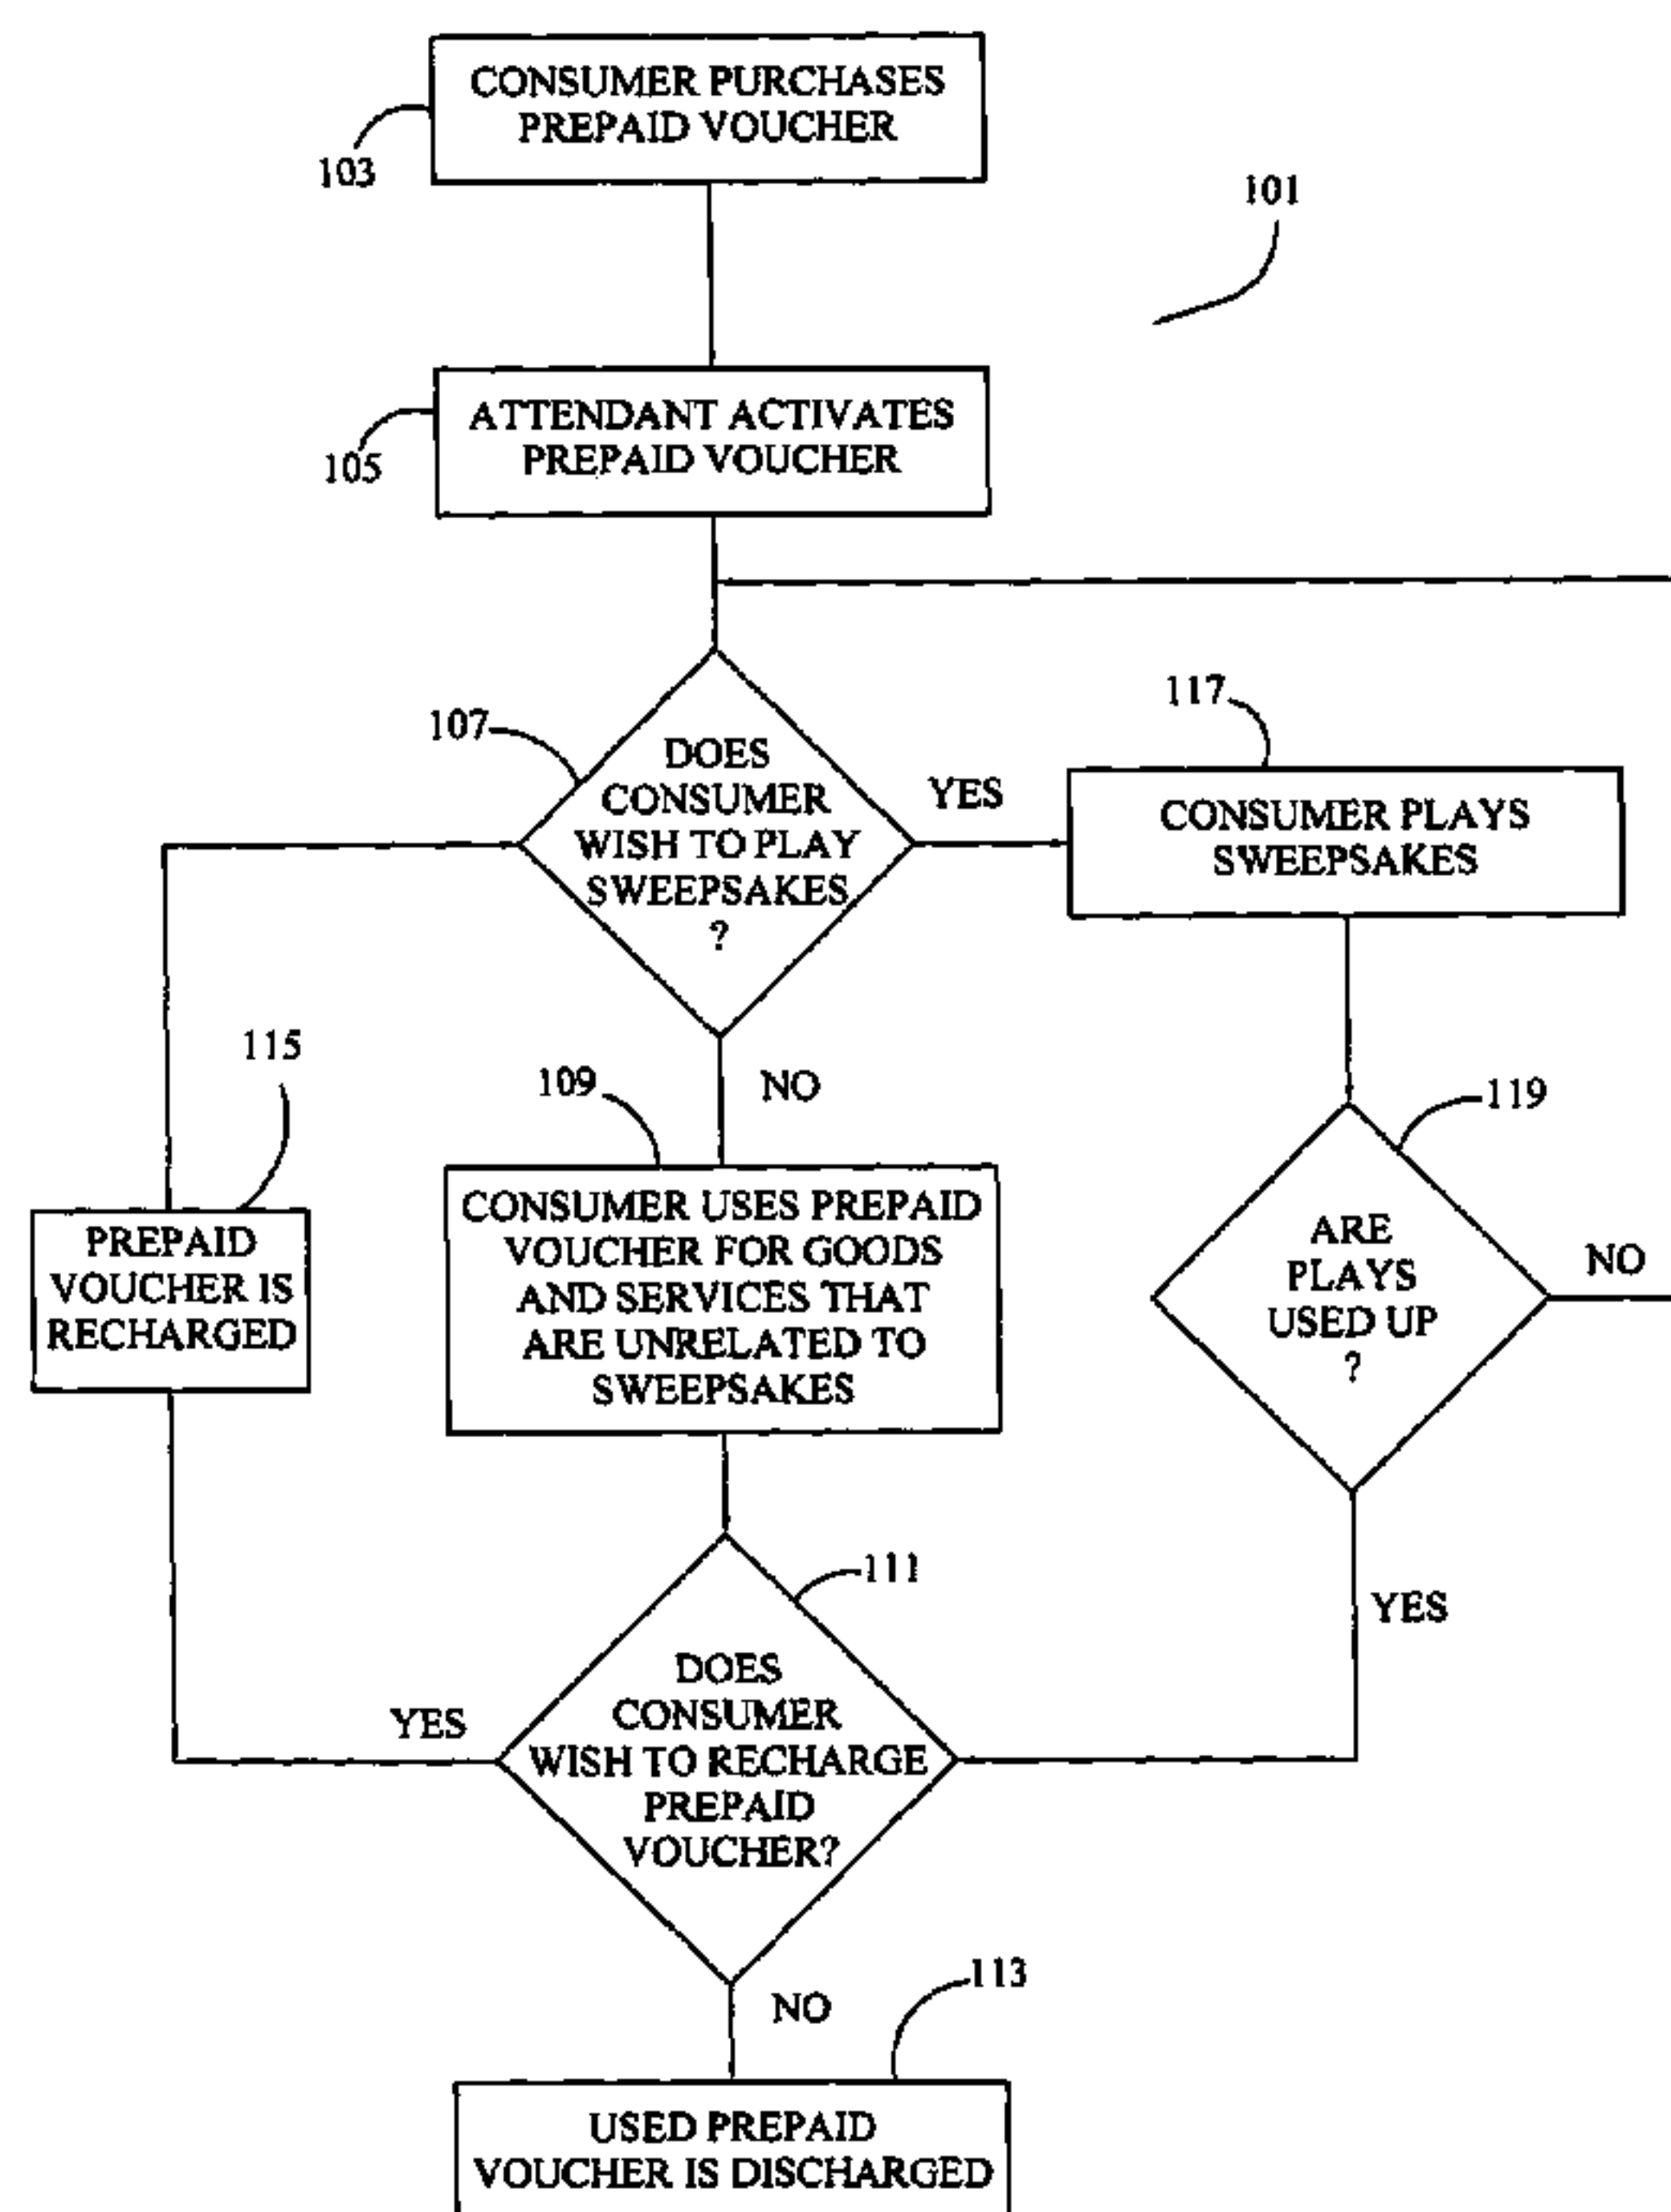 CONSUMER PURCHASES
PREPAID VOUCHER
103
101
ATTENDANT ACTIVATES
PREPAID VOUCHER
105
107
DOES
CONSUMER
WISH TO PLAY
SWEEPSAKES
?
YES
117
CONSUMER PLAYS
SWEEPSAKES
115
PREPAID
VOUCHER IS
RECHARGED
109
NO
CONSUMER USES PREPAID
VOUCHER FOR GOODS
AND SERVICES THAT
ARE UNRELATED TO
SWEEPSAKES
119
ARE
PLAYS
USED UP
?
NO
YES
111
DOES
CONSUMER
WISH TO RECHARGE
PREPAID
VOUCHER?
YES
NO
113
USED PREPAID
VOUCHER IS DISCHARGED